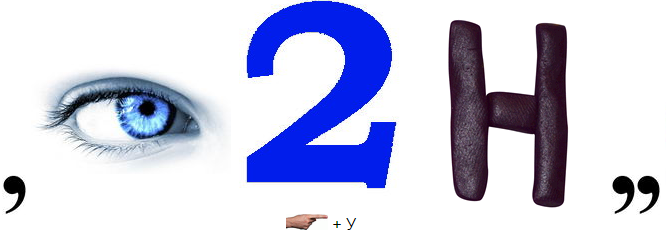 , 2 H ,,
+ y